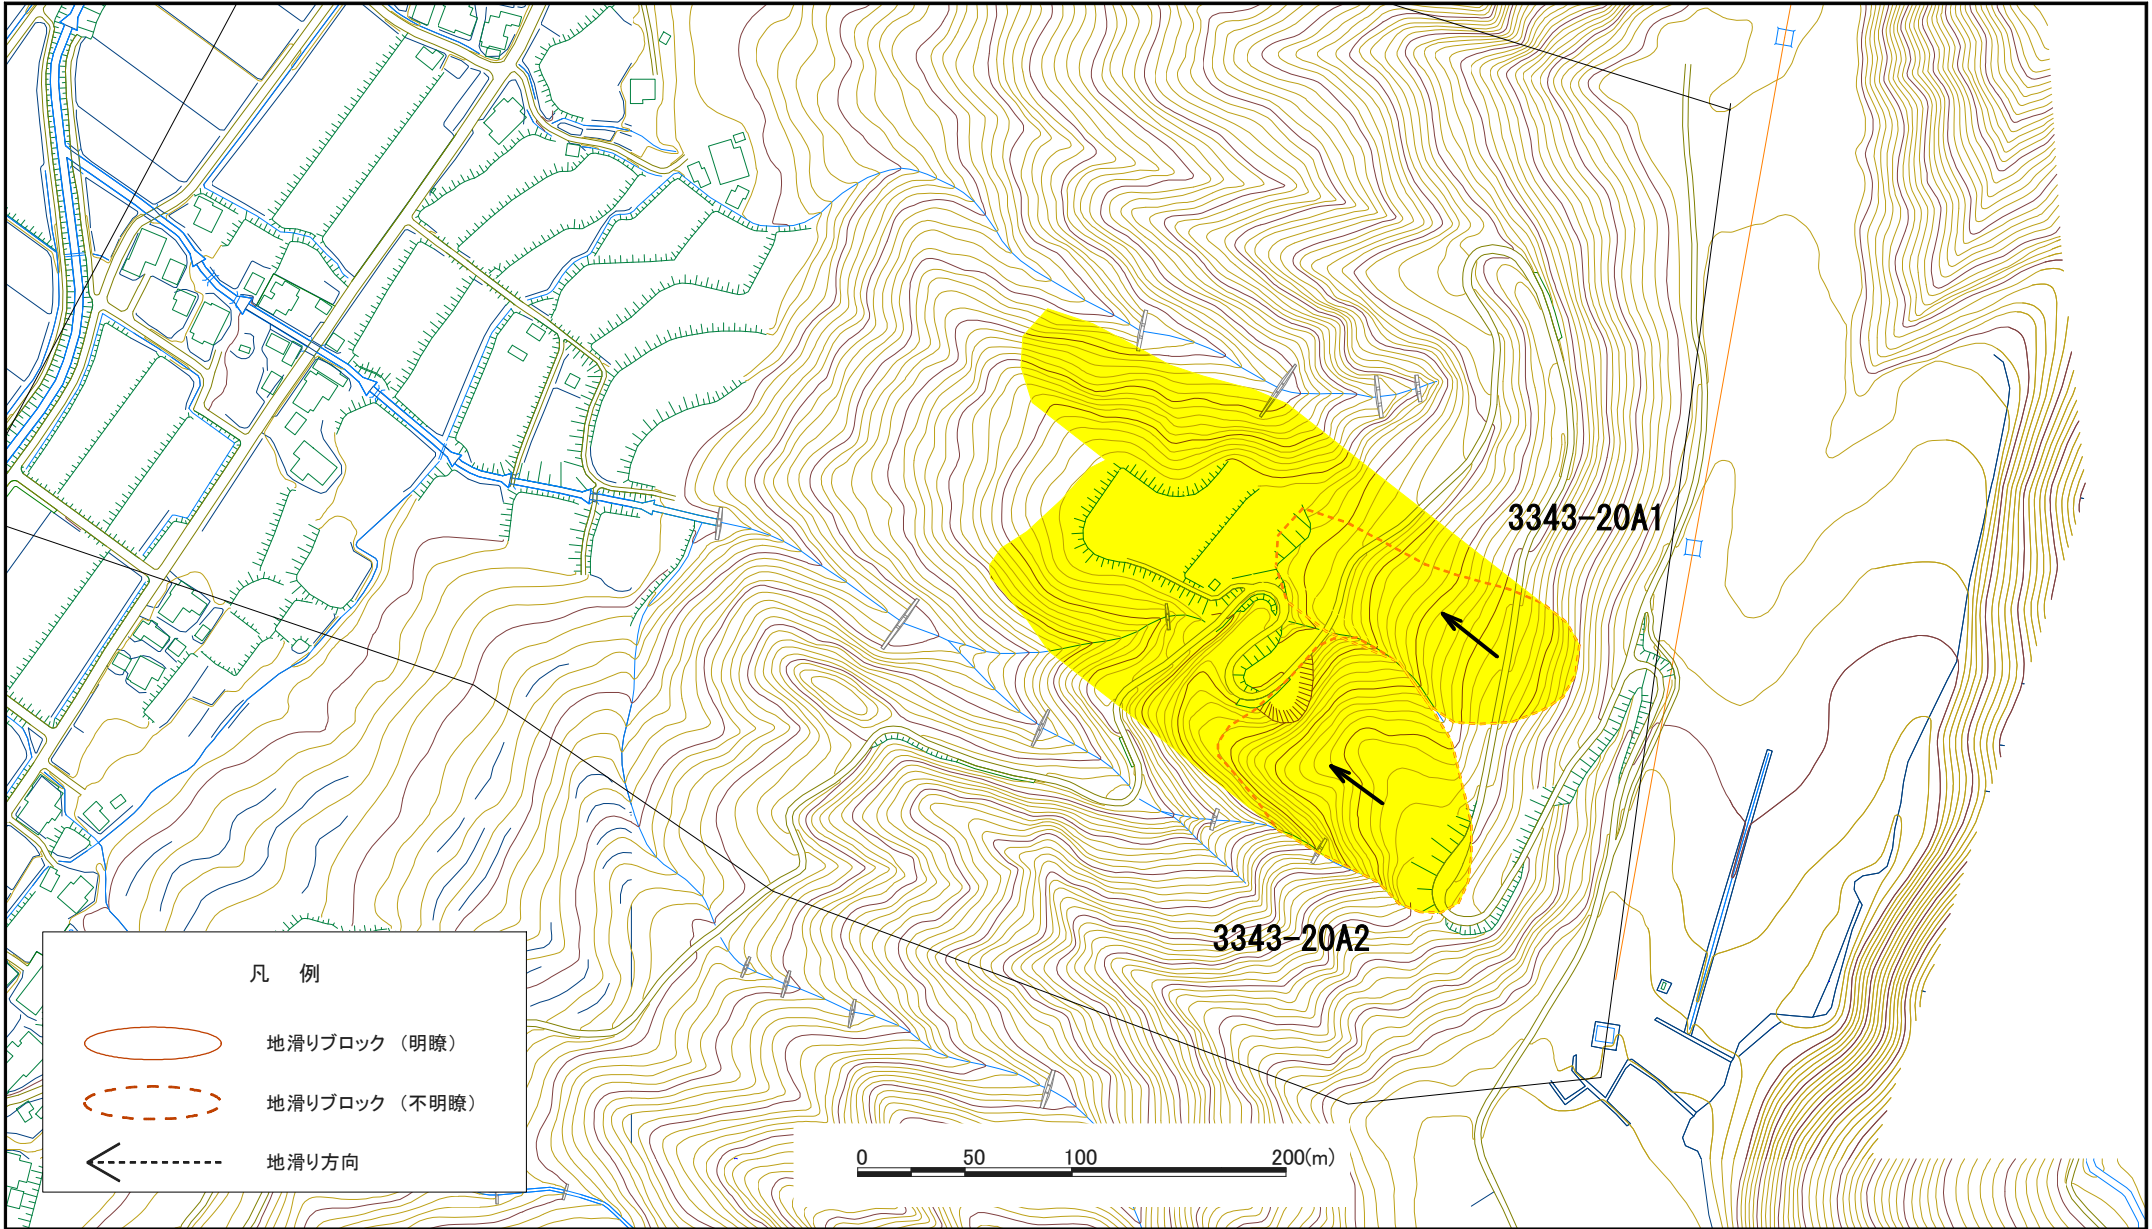 3343-20A1
3343-20A2
凡 例
地滑りブロック （明瞭）
地滑りブロック （不明瞭）
地滑り方向
0 50 100 200(m)